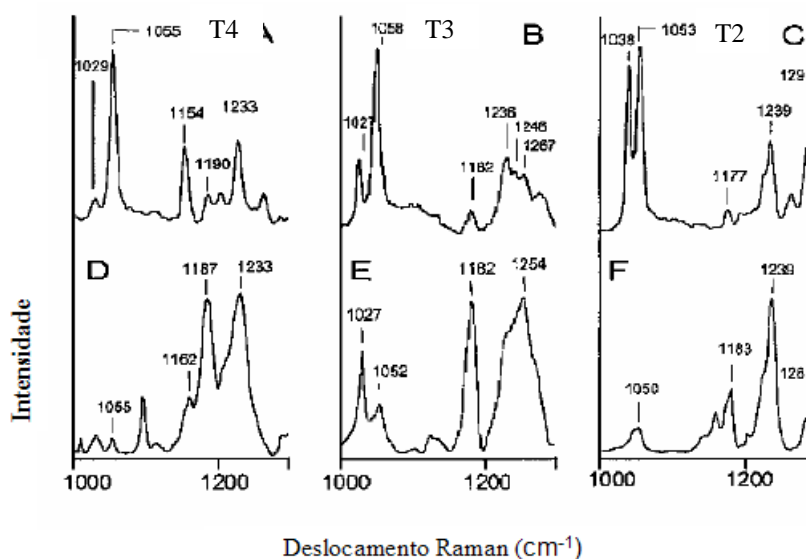 T4 A T3 B T2 C
1055 1058 1053
1029 1038
1154 1233 1236 1239 129
1246
1027 1267
1190 1182 1177
D E F
1187 1233 1182 1254 1239
1027
1162 1052 1183 126
1055 1050
1000 1200 1000 1200 1000 1200
Intensidade
Deslocamento Raman (cm-1)